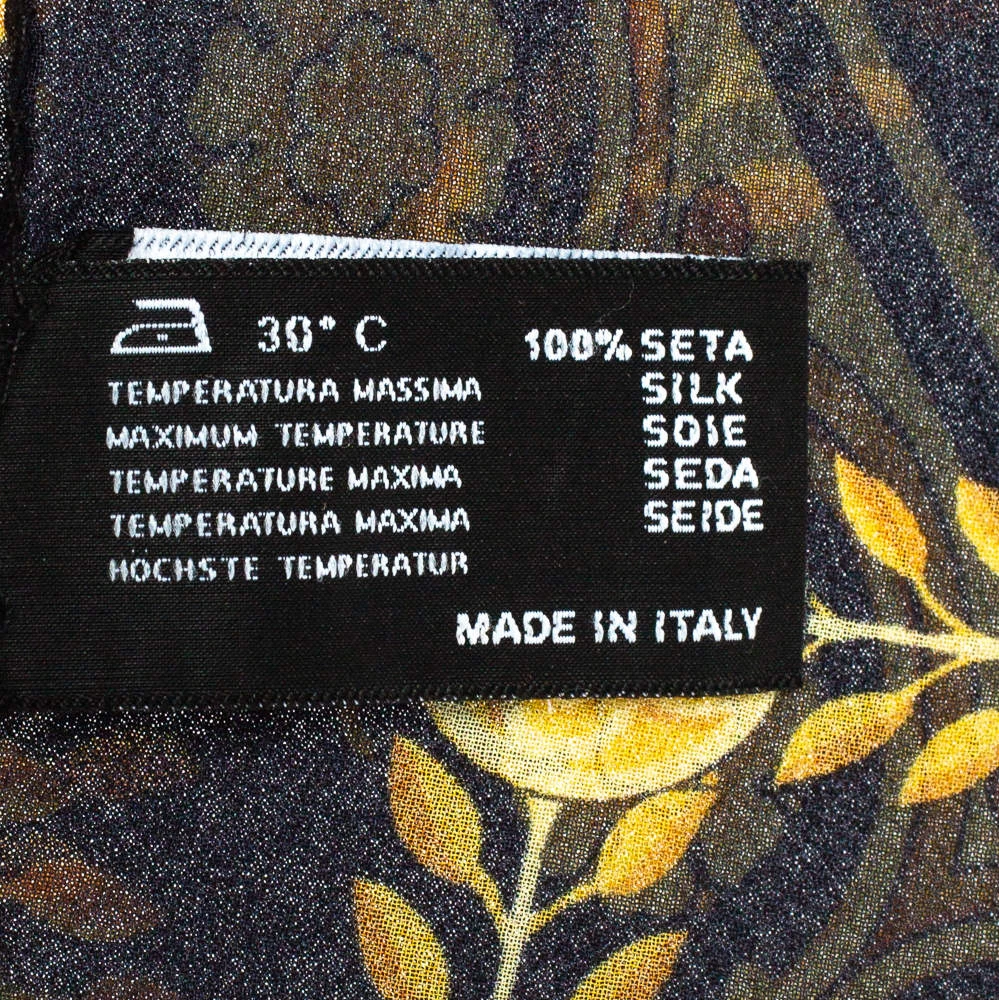 30° C
TEMPERATURA MASSIMA
MAXIMUM TEMPERATURE
TEMPERATURE MAXIMA
TEMPERATURA MAXIMA
HÖCHSTE TEMPERATUR
100% SETA
SILK
SOIE
SEDA
SEIDE
MADE IN ITALY